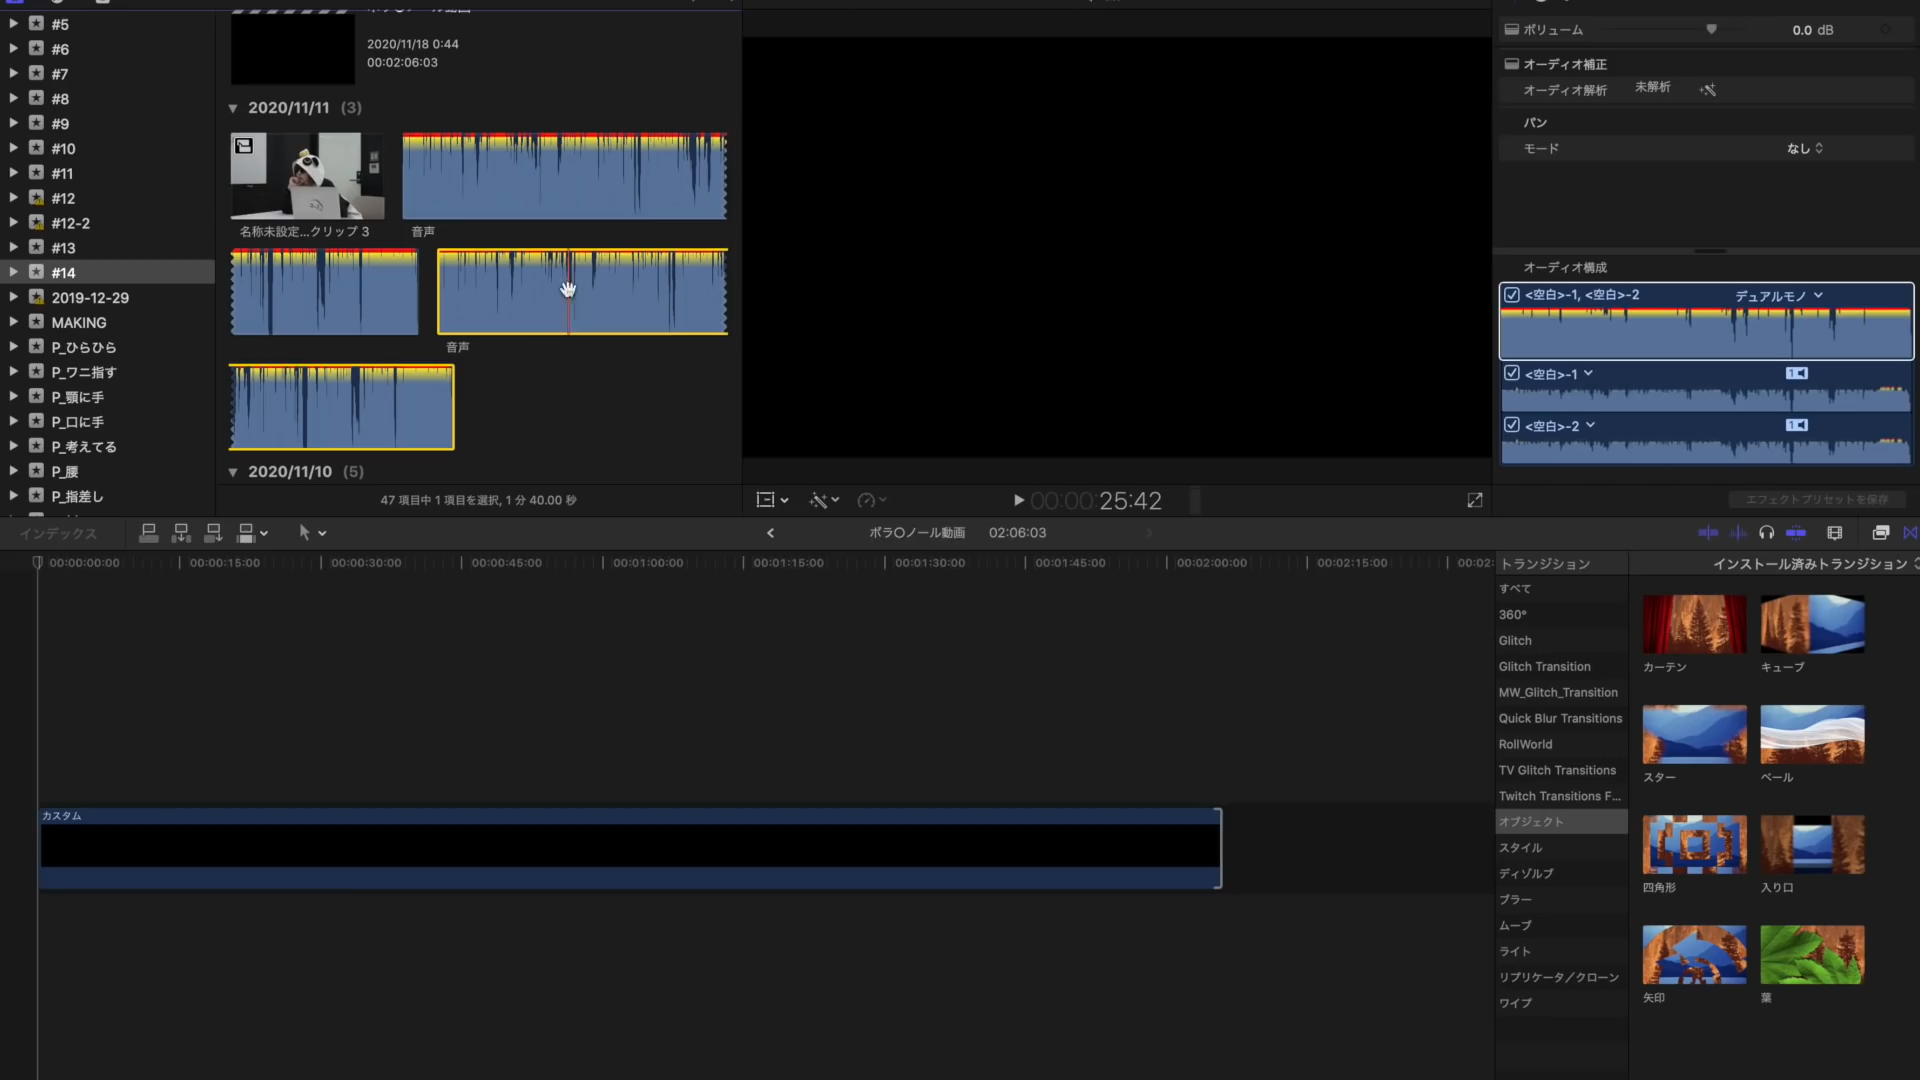 #5
#6
#7
#8
#9
#10
#11
#12
#12-2
#13
#14
2019-12-29
MAKING
P_ひらひら
P_ワニ指す
P_顎に手
P_口に手
P_考えてる
P_腰
P_指差し
2020/11/18 0:44
00:02:06:03
2020/11/11 (3)
名称未設定...クリップ 3
音声
音声
2020/11/10 (5)
47 項目中 1 項目を選択, 1 分 40.00 秒
00:00:25:42
ボリューム
0.0 dB
オーディオ補正
オーディオ解析
未解析
パン
モード
なし
オーディオ構成
<空白>-1, <空白>-2
デュアルモノ
<空白>-1
1
<空白>-2
1
エフェクトプリセットを保存
インデックス
ポラ〇ノール動画
02:06:03
00:00:00:00
00:00:15:00
00:00:30:00
00:00:45:00
00:01:00:00
00:01:15:00
00:01:30:00
00:01:45:00
00:02:00:00
00:02:15:00
00:02:
カスタム
トランジション
インストール済みトランジション
すべて
360°
Glitch
Glitch Transition
MW_Glitch_Transition
Quick Blur Transitions
RollWorld
TV Glitch Transitions
Twitch Transitions F...
オブジェクト
スタイル
ディゾルブ
ブラー
ムーブ
ライト
リプリケータ／クローン
ワイプ
カーテン
キューブ
スター
ベール
四角形
入り口
矢印
葉